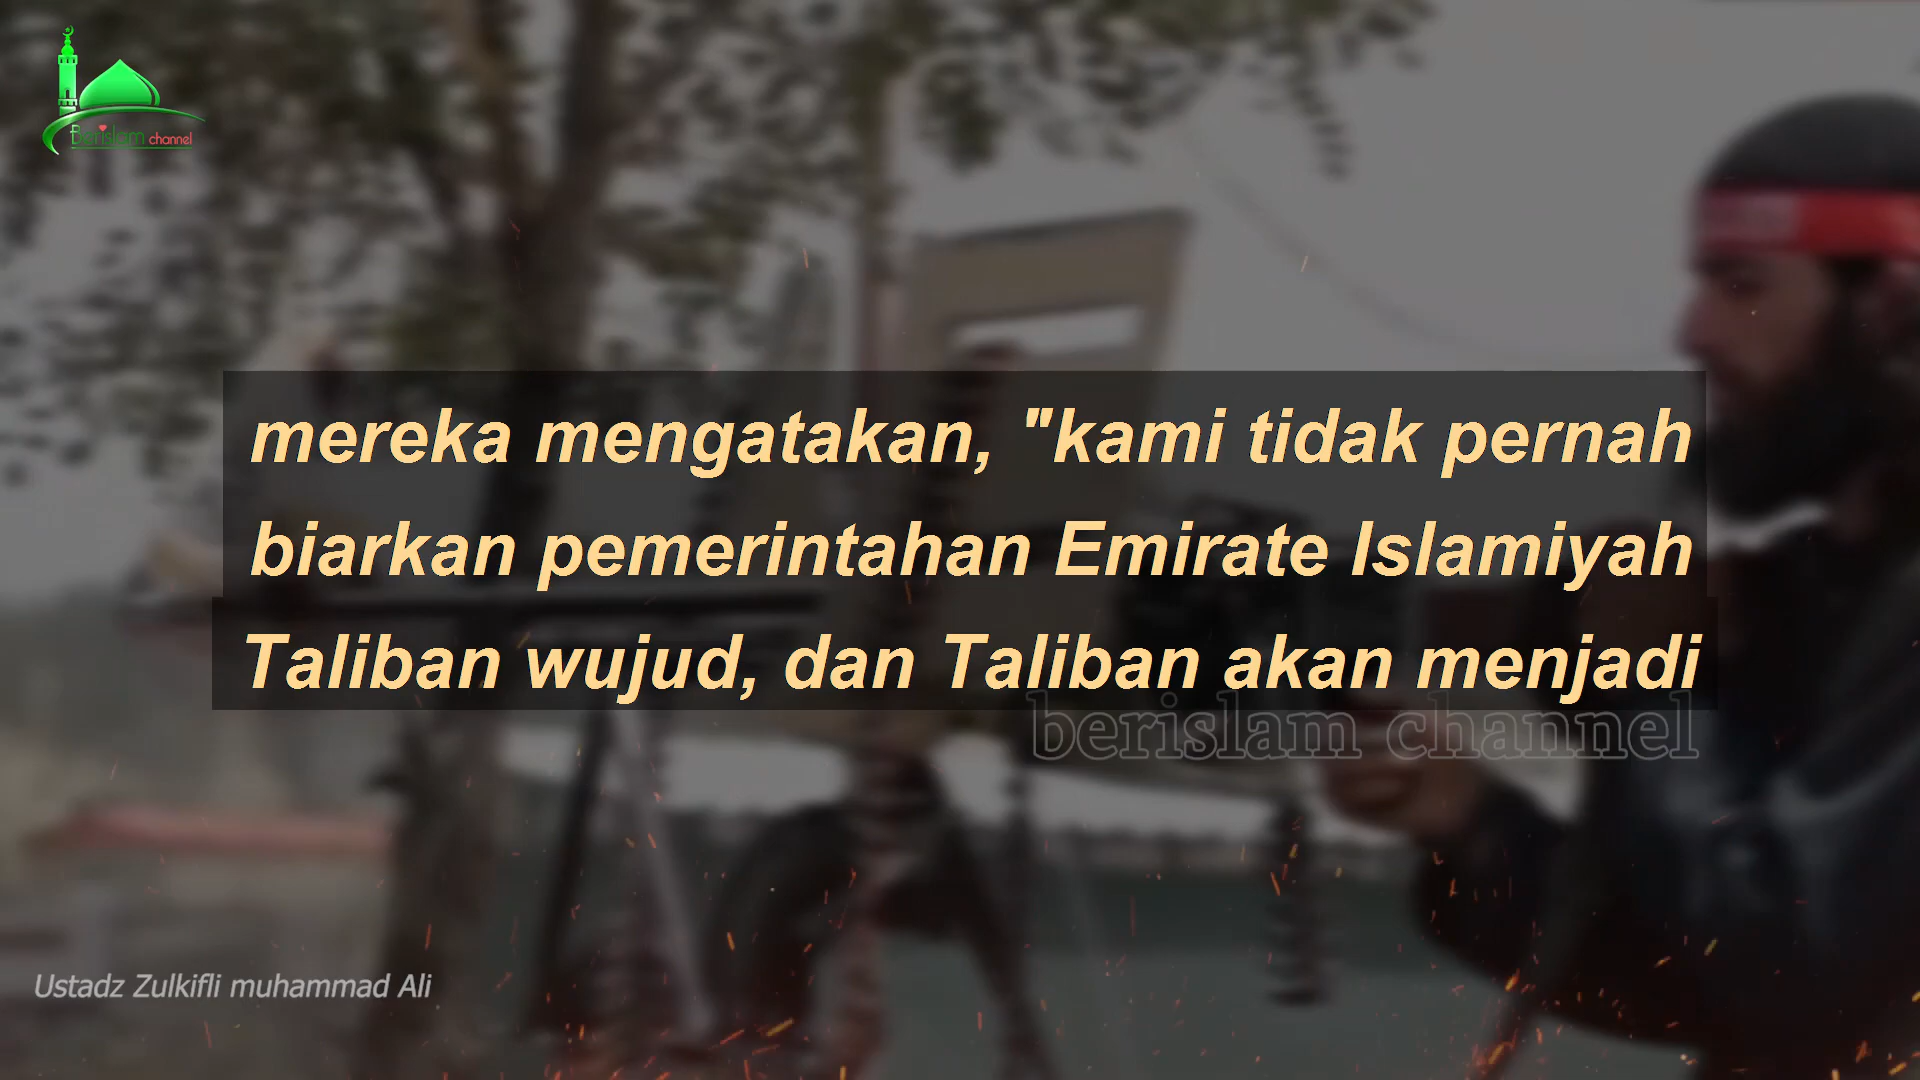 Berislam channel
mereka mengatakan, "kami tidak pernah
biarkan pemerintahan Emirate Islamiyah
Taliban wujud, dan Taliban akan menjadi
berislam channel
Ustadz Zulkifli muhammad Ali